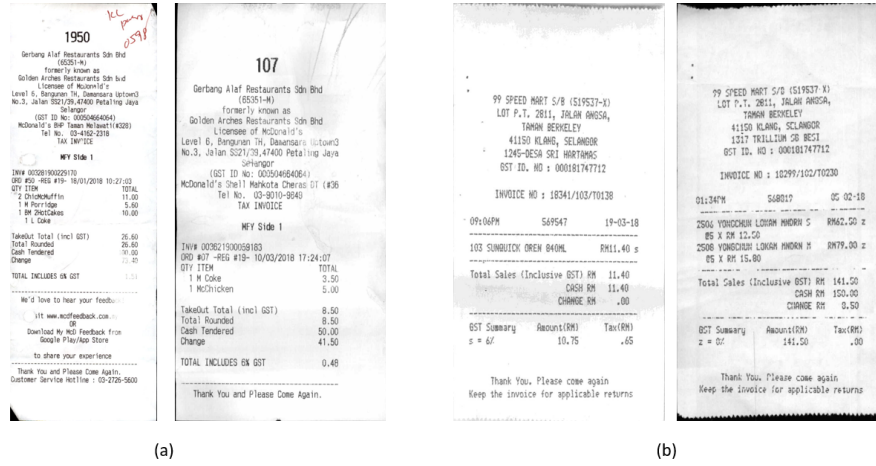 1950
Gerbang Alaf Restaurants Sdn Bhd
(65351-M)
formerly known as
Golden Arches Restaurants Sdn Bhd
Licensee of McDonald's
Level 6, Bangunan TH, Damansara Uptown3
No.3, Jalan SS21/39,47400 Petaling Jaya
Selangor
(GST ID No: 000504664064)
McDonald's BHP Taman Melawati(#328)
Tel No. 03-4162-2318
TAX INVOICE
MFY Side 1
INV# 003281900229170
ORD #50 -REG #19- 18/01/2018 10:27:03
QTY ITEM TOTAL
2 ChicMcMuffin 11.00
1 M Porridge 5.60
1 BM 2HotCakes 10.00
1 L Coke
TakeOut Total (incl GST) 26.60
Total Rounded 26.60
Cash Tendered
Change
TOTAL INCLUDES 6% GST
We'd love to hear your feedbac
www.mcdfeedback.com
OR
Download My McD Feedback from
Google Play/App Store
to share your experience
Thank You and Please Come Again.
Customer Service Hotline : 03-2726-5600
107
Gerbang Alaf Restaurants Sdn Bhd
(65351-M)
formerly known as
Golden Arches Restaurants Sdn Bhd
Licensee of McDonald's
Level 6, Bangunan TH, Damansara Uptown3
No.3, Jalan SS21/39,47400 Petaling Jaya
Selangor
(GST ID No: 000504664064)
McDonald's Shell Mahkota Cheras DT (#36
Tel No. 03-9010-9849
TAX INVOICE
MFY Side 1
INV# 003621900059183
ORD #07 -REG #19- 10/03/2018 17:24:07
QTY ITEM TOTAL
1 M Coke 3.50
1 McChicken 5.00
TakeOut Total (incl GST) 8.50
Total Rounded 8.50
Cash Tendered 50.00
Change 41.50
TOTAL INCLUDES 6% GST 0.48
Thank You and Please Come Again.
(a)
99 SPEED MART S/B (519537-X)
LOT P.T. 2811, JALAN ANGSA,
TAMAN BERKELEY
41150 KLANG, SELANGOR
1245-DESA SRI HARTAMAS
GST ID. NO : 000181747712
INVOICE NO : 18341/103/T0138
09:06PM 569547 19-03-18
103 SUNQUICK OREN 840ML RM11.40 s
Total Sales (Inclusive GST) RM 11.40
CASH RM 11.40
CHANGE RM .00
GST Summary Amount(RM) Tax(RM)
s = 6% 10.75 .65
Thank You. Please come again
Keep the invoice for applicable returns
99 SPEED MART S/B (519537-X)
LOT P.T. 2811, JALAN ANGSA,
TAMAN BERKELEY
41150 KLANG, SELANGOR
1317 TRILLIUM SG BESI
GST ID. NO : 000181747712
INVOICE NO : 18299/102/T0230
01:34PM 568017 05-02-18
2506 YONGCHUN LOKAM MNDRN S RM62.50 z
@5 X RM 12.50
2508 YONGCHUN LOKAM MNDRN M RM79.00 z
@5 X RM 15.80
Total Sales (Inclusive GST) RM 141.50
CASH RM 150.00
CHANGE RM 8.50
GST Summary Amount(RM) Tax(RM)
z = 0% 141.50 .00
Thank You. Please come again
Keep the invoice for applicable returns
(b)